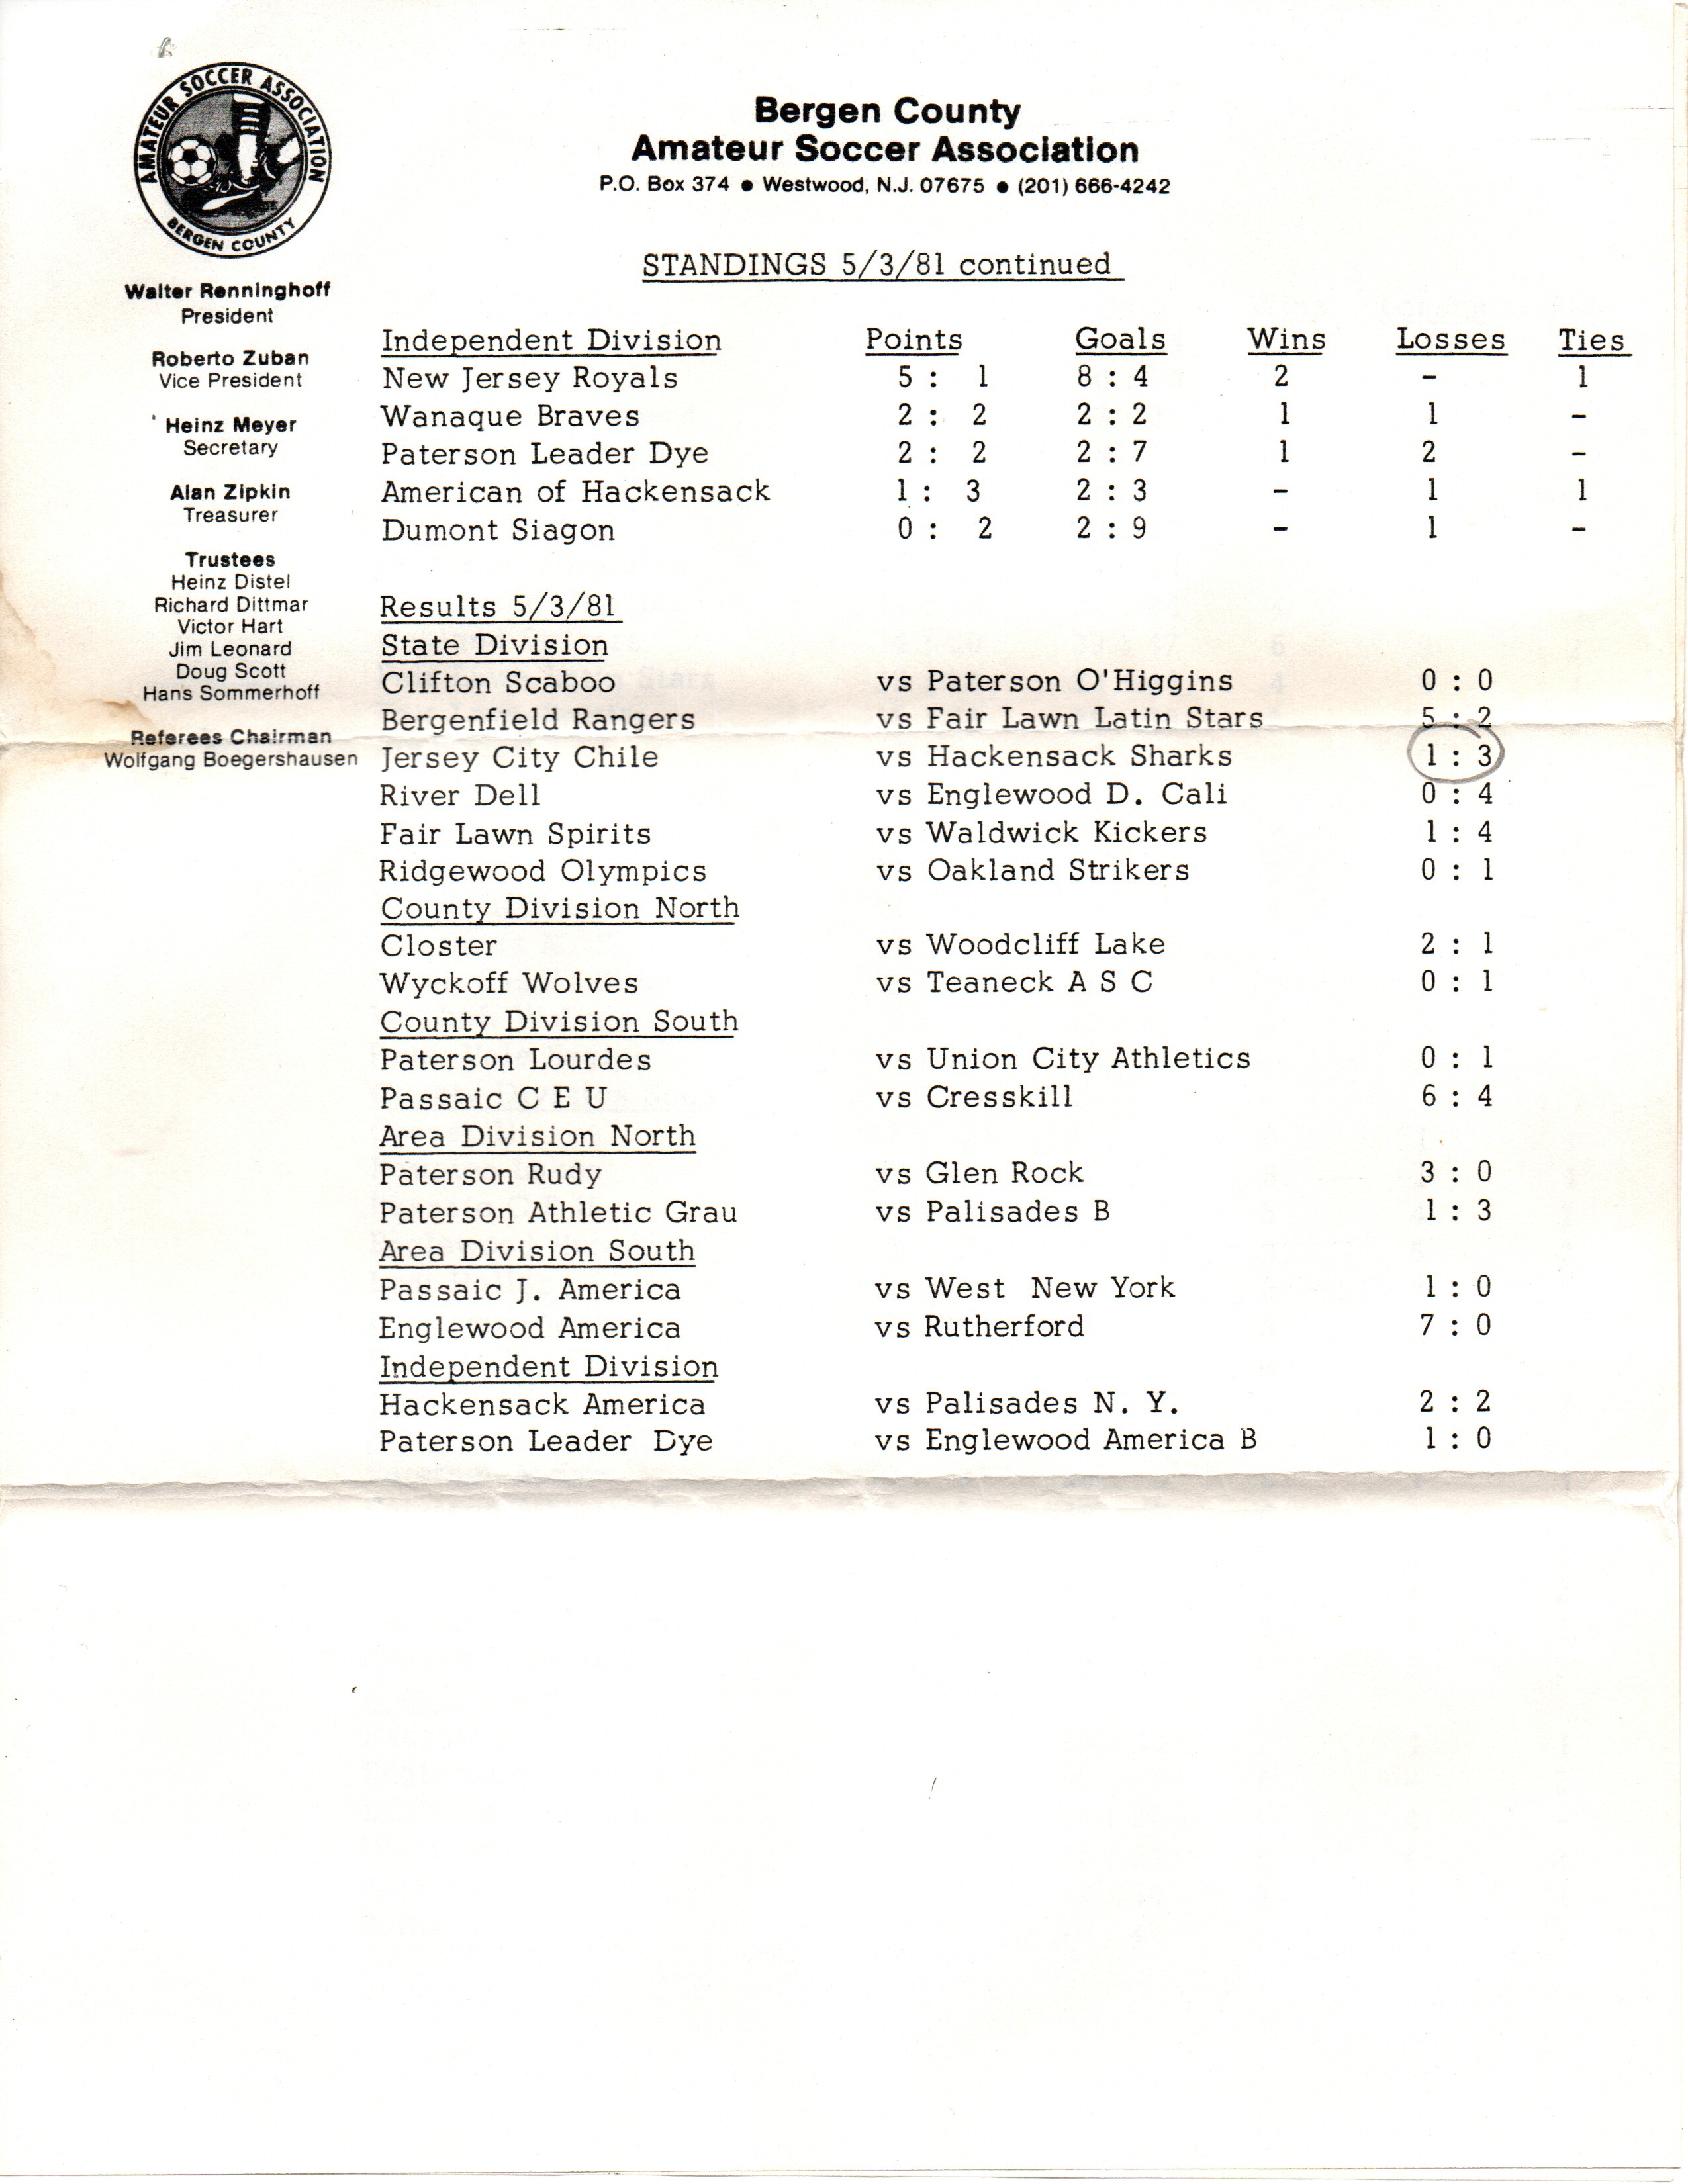 AMATEUR SOCCER ASSOCIATION
BERGEN COUNTY
Bergen County
Amateur Soccer Association
P.O. Box 374 ● Westwood, N.J. 07675 ● (201) 666-4242
STANDINGS 5/3/81 continued
Walter Renninghoff
President
Roberto Zuban
Vice President
Heinz Meyer
Secretary
Alan Zipkin
Treasurer
Trustees
Heinz Distel
Richard Dittmar
Victor Hart
Jim Leonard
Doug Scott
Hans Sommerhoff
Referees Chairman
Wolfgang Boegershausen
Independent Division Points Goals Wins Losses Ties
New Jersey Royals 5 : 1 8 : 4 2 - 1
Wanaque Braves 2 : 2 2 : 2 1 1 -
Paterson Leader Dye 2 : 2 2 : 7 1 2 -
American of Hackensack 1 : 3 2 : 3 - 1 1
Dumont Siagon 0 : 2 2 : 9 - 1 -
Results 5/3/81
State Division
Clifton Scaboo vs Paterson O'Higgins 0 : 0
Bergenfield Rangers vs Fair Lawn Latin Stars 5 : 2
Jersey City Chile vs Hackensack Sharks 1 : 3
River Dell vs Englewood D. Cali 0 : 4
Fair Lawn Spirits vs Waldwick Kickers 1 : 4
Ridgewood Olympics vs Oakland Strikers 0 : 1
County Division North
Closter vs Woodcliff Lake 2 : 1
Wyckoff Wolves vs Teaneck A S C 0 : 1
County Division South
Paterson Lourdes vs Union City Athletics 0 : 1
Passaic C E U vs Cresskill 6 : 4
Area Division North
Paterson Rudy vs Glen Rock 3 : 0
Paterson Athletic Grau vs Palisades B 1 : 3
Area Division South
Passaic J. America vs West New York 1 : 0
Englewood America vs Rutherford 7 : 0
Independent Division
Hackensack America vs Palisades N. Y. 2 : 2
Paterson Leader Dye vs Englewood America B 1 : 0